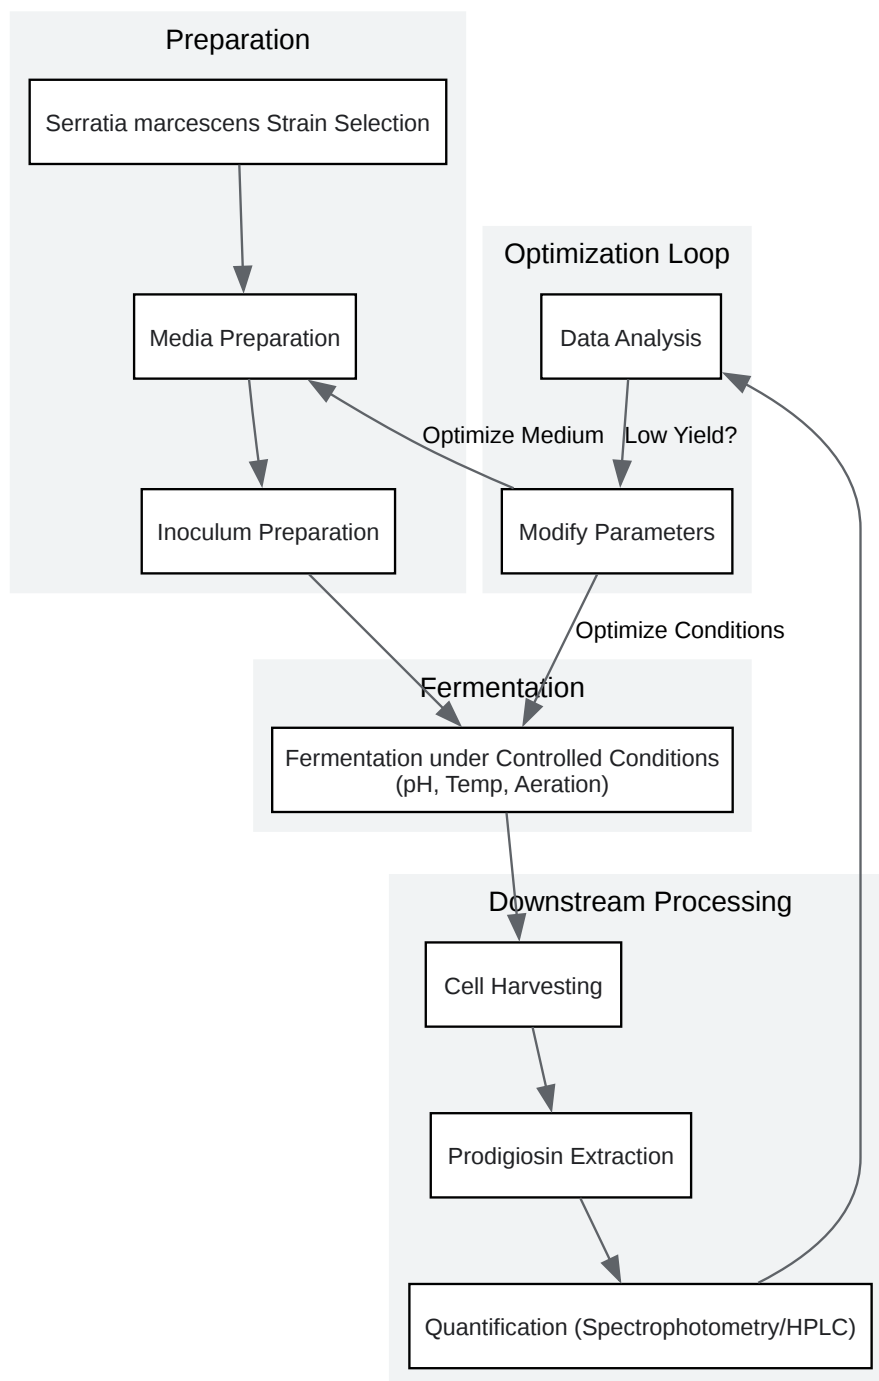 Preparation
Serratia marcescens Strain Selection
Optimization Loop
Media Preparation
Data Analysis
Optimize Medium
Low Yield?
Inoculum Preparation
Modify Parameters
Optimize Conditions
Fermentation
Fermentation under Controlled Conditions
(pH, Temp, Aeration)
Downstream Processing
Cell Harvesting
Prodigiosin Extraction
Quantification (Spectrophotometry/HPLC)